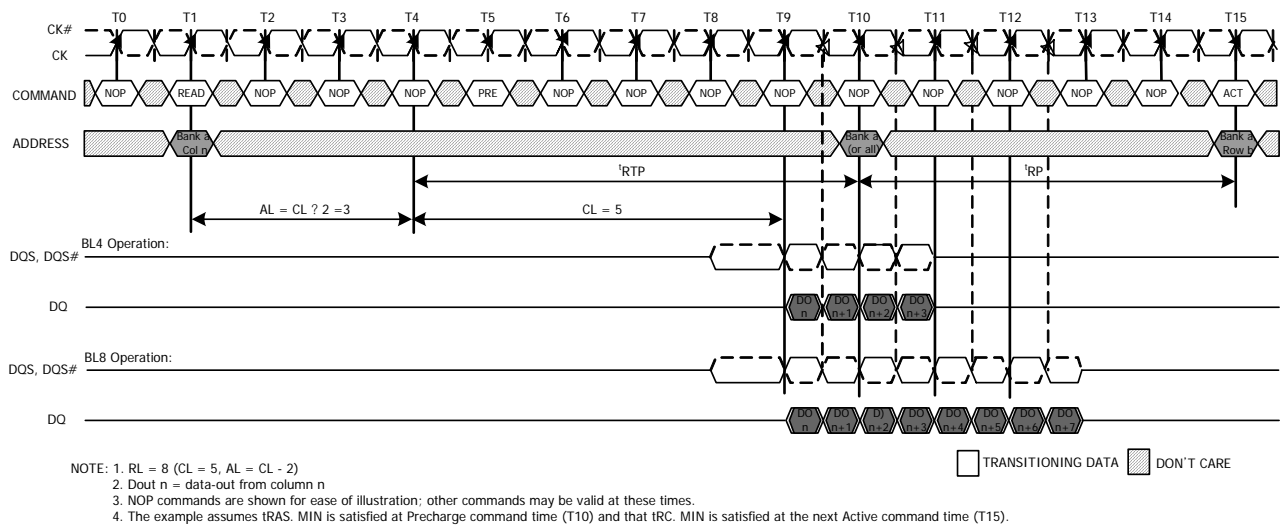 T0 T1 T2 T3 T4 T5 T6 T7 T8 T9 T10 T11 T12 T13 T14 T15
CK#
CK
COMMAND NOP READ NOP NOP NOP PRE NOP NOP NOP NOP NOP NOP NOP NOP NOP ACT
ADDRESS
Bank a
Col n
Bank a
(or all)
Bank a
Row b
tRTP tRP
AL = CL ? 2 =3 CL = 5
BL4 Operation:
DQS, DQS#
DQ
DO
n
DO
n+1
DO
n+2
DO
n+3
BL8 Operation:
DQS, DQS#
DQ
DO
n
DO
n+1
D)
n+2
DO
n+3
DO
n+4
DO
n+5
DO
n+6
DO
n+7
TRANSITIONING DATA DON'T CARE
NOTE: 1. RL = 8 (CL = 5, AL = CL - 2)
2. Dout n = data-out from column n
3. NOP commands are shown for ease of illustration; other commands may be valid at these times.
4. The example assumes tRAS. MIN is satisfied at Precharge command time (T10) and that tRC. MIN is satisfied at the next Active command time (T15).